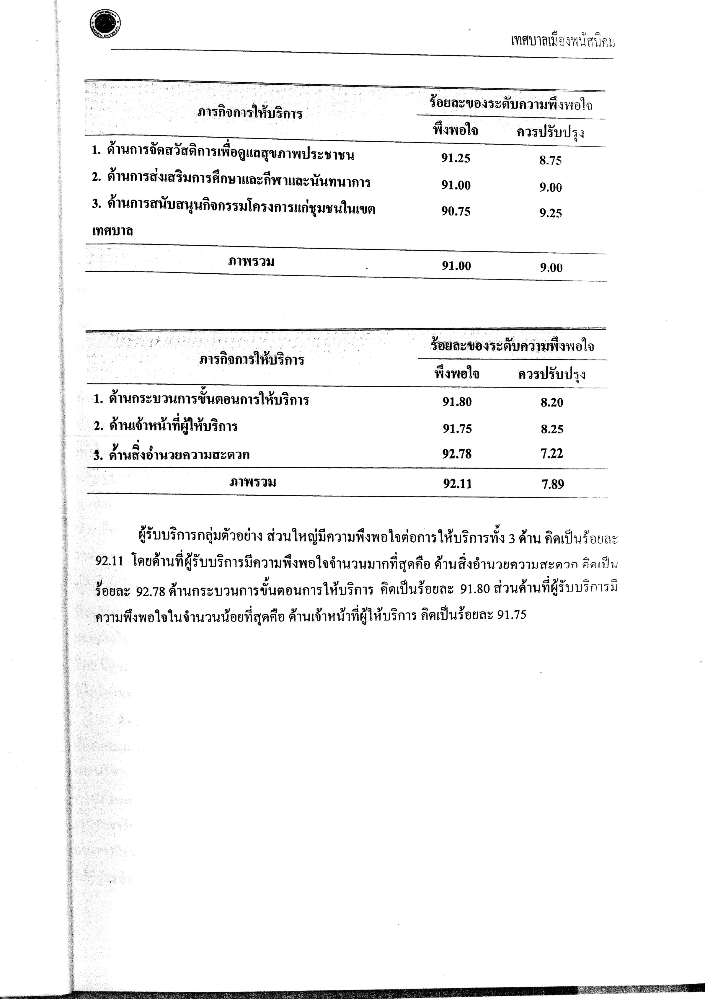 BURAPHA UNIVERSITY
เทศบาลเมืองพนัสนิคม
ภารกิจการให้บริการ
ร้อยละของระดับความพึงพอใจ
พึงพอใจ ควรปรับปรุง
1. ด้านการจัดสวัสดิการเพื่อดูแลสุขภาพประชาชน 91.25 8.75
2. ด้านการส่งเสริมการศึกษาและกีฬาและนันทนาการ 91.00 9.00
3. ด้านการสนับสนุนกิจกรรมโครงการแก่ชุมชนในเขต 90.75 9.25
เทศบาล
ภาพรวม 91.00 9.00
ภารกิจการให้บริการ
ร้อยละของระดับความพึงพอใจ
พึงพอใจ ควรปรับปรุง
1. ด้านกระบวนการขั้นตอนการให้บริการ 91.80 8.20
2. ด้านเจ้าหน้าที่ผู้ให้บริการ 91.75 8.25
3. ด้านสิ่งอำนวยความสะดวก 92.78 7.22
ภาพรวม 92.11 7.89
ผู้รับบริการกลุ่มตัวอย่าง ส่วนใหญ่มีความพึงพอใจต่อการให้บริการทั้ง 3 ด้าน คิดเป็นร้อยละ
92.11 โดยด้านที่ผู้รับบริการมีความพึงพอใจจำนวนมากที่สุดคือ ด้านสิ่งอำนวยความสะดวก คิดเป็น
ร้อยละ 92.78 ด้านกระบวนการขั้นตอนการให้บริการ คิดเป็นร้อยละ 91.80 ส่วนด้านที่ผู้รับบริการมี
ความพึงพอใจในจำนวนน้อยที่สุดคือ ด้านเจ้าหน้าที่ผู้ให้บริการ คิดเป็นร้อยละ 91.75